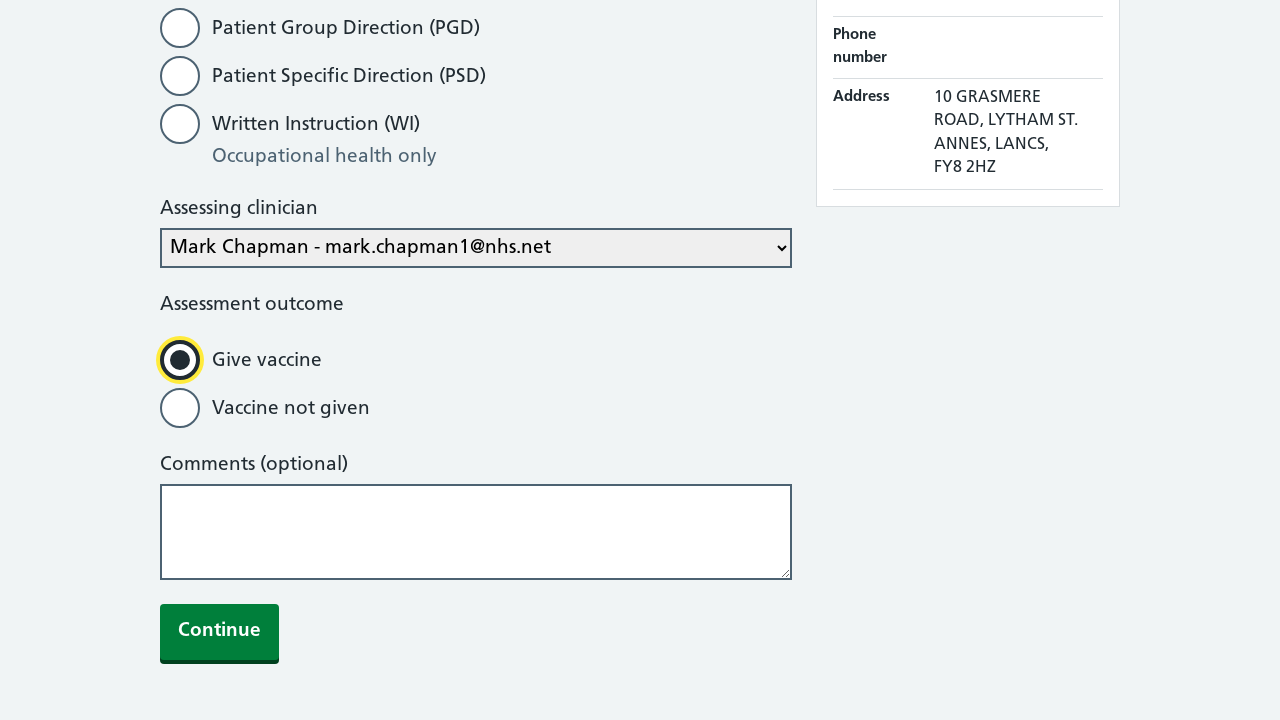 Patient Group Direction (PGD)
Patient Specific Direction (PSD)
Written Instruction (WI)
Occupational health only
Assessing clinician
Mark Chapman - mark.chapman1@nhs.net
Assessment outcome
Give vaccine
Vaccine not given
Comments (optional)
Continue
Phone
number
Address
10 GRASMERE
ROAD, LYTHAM ST.
ANNES, LANCS,
FY8 2HZ